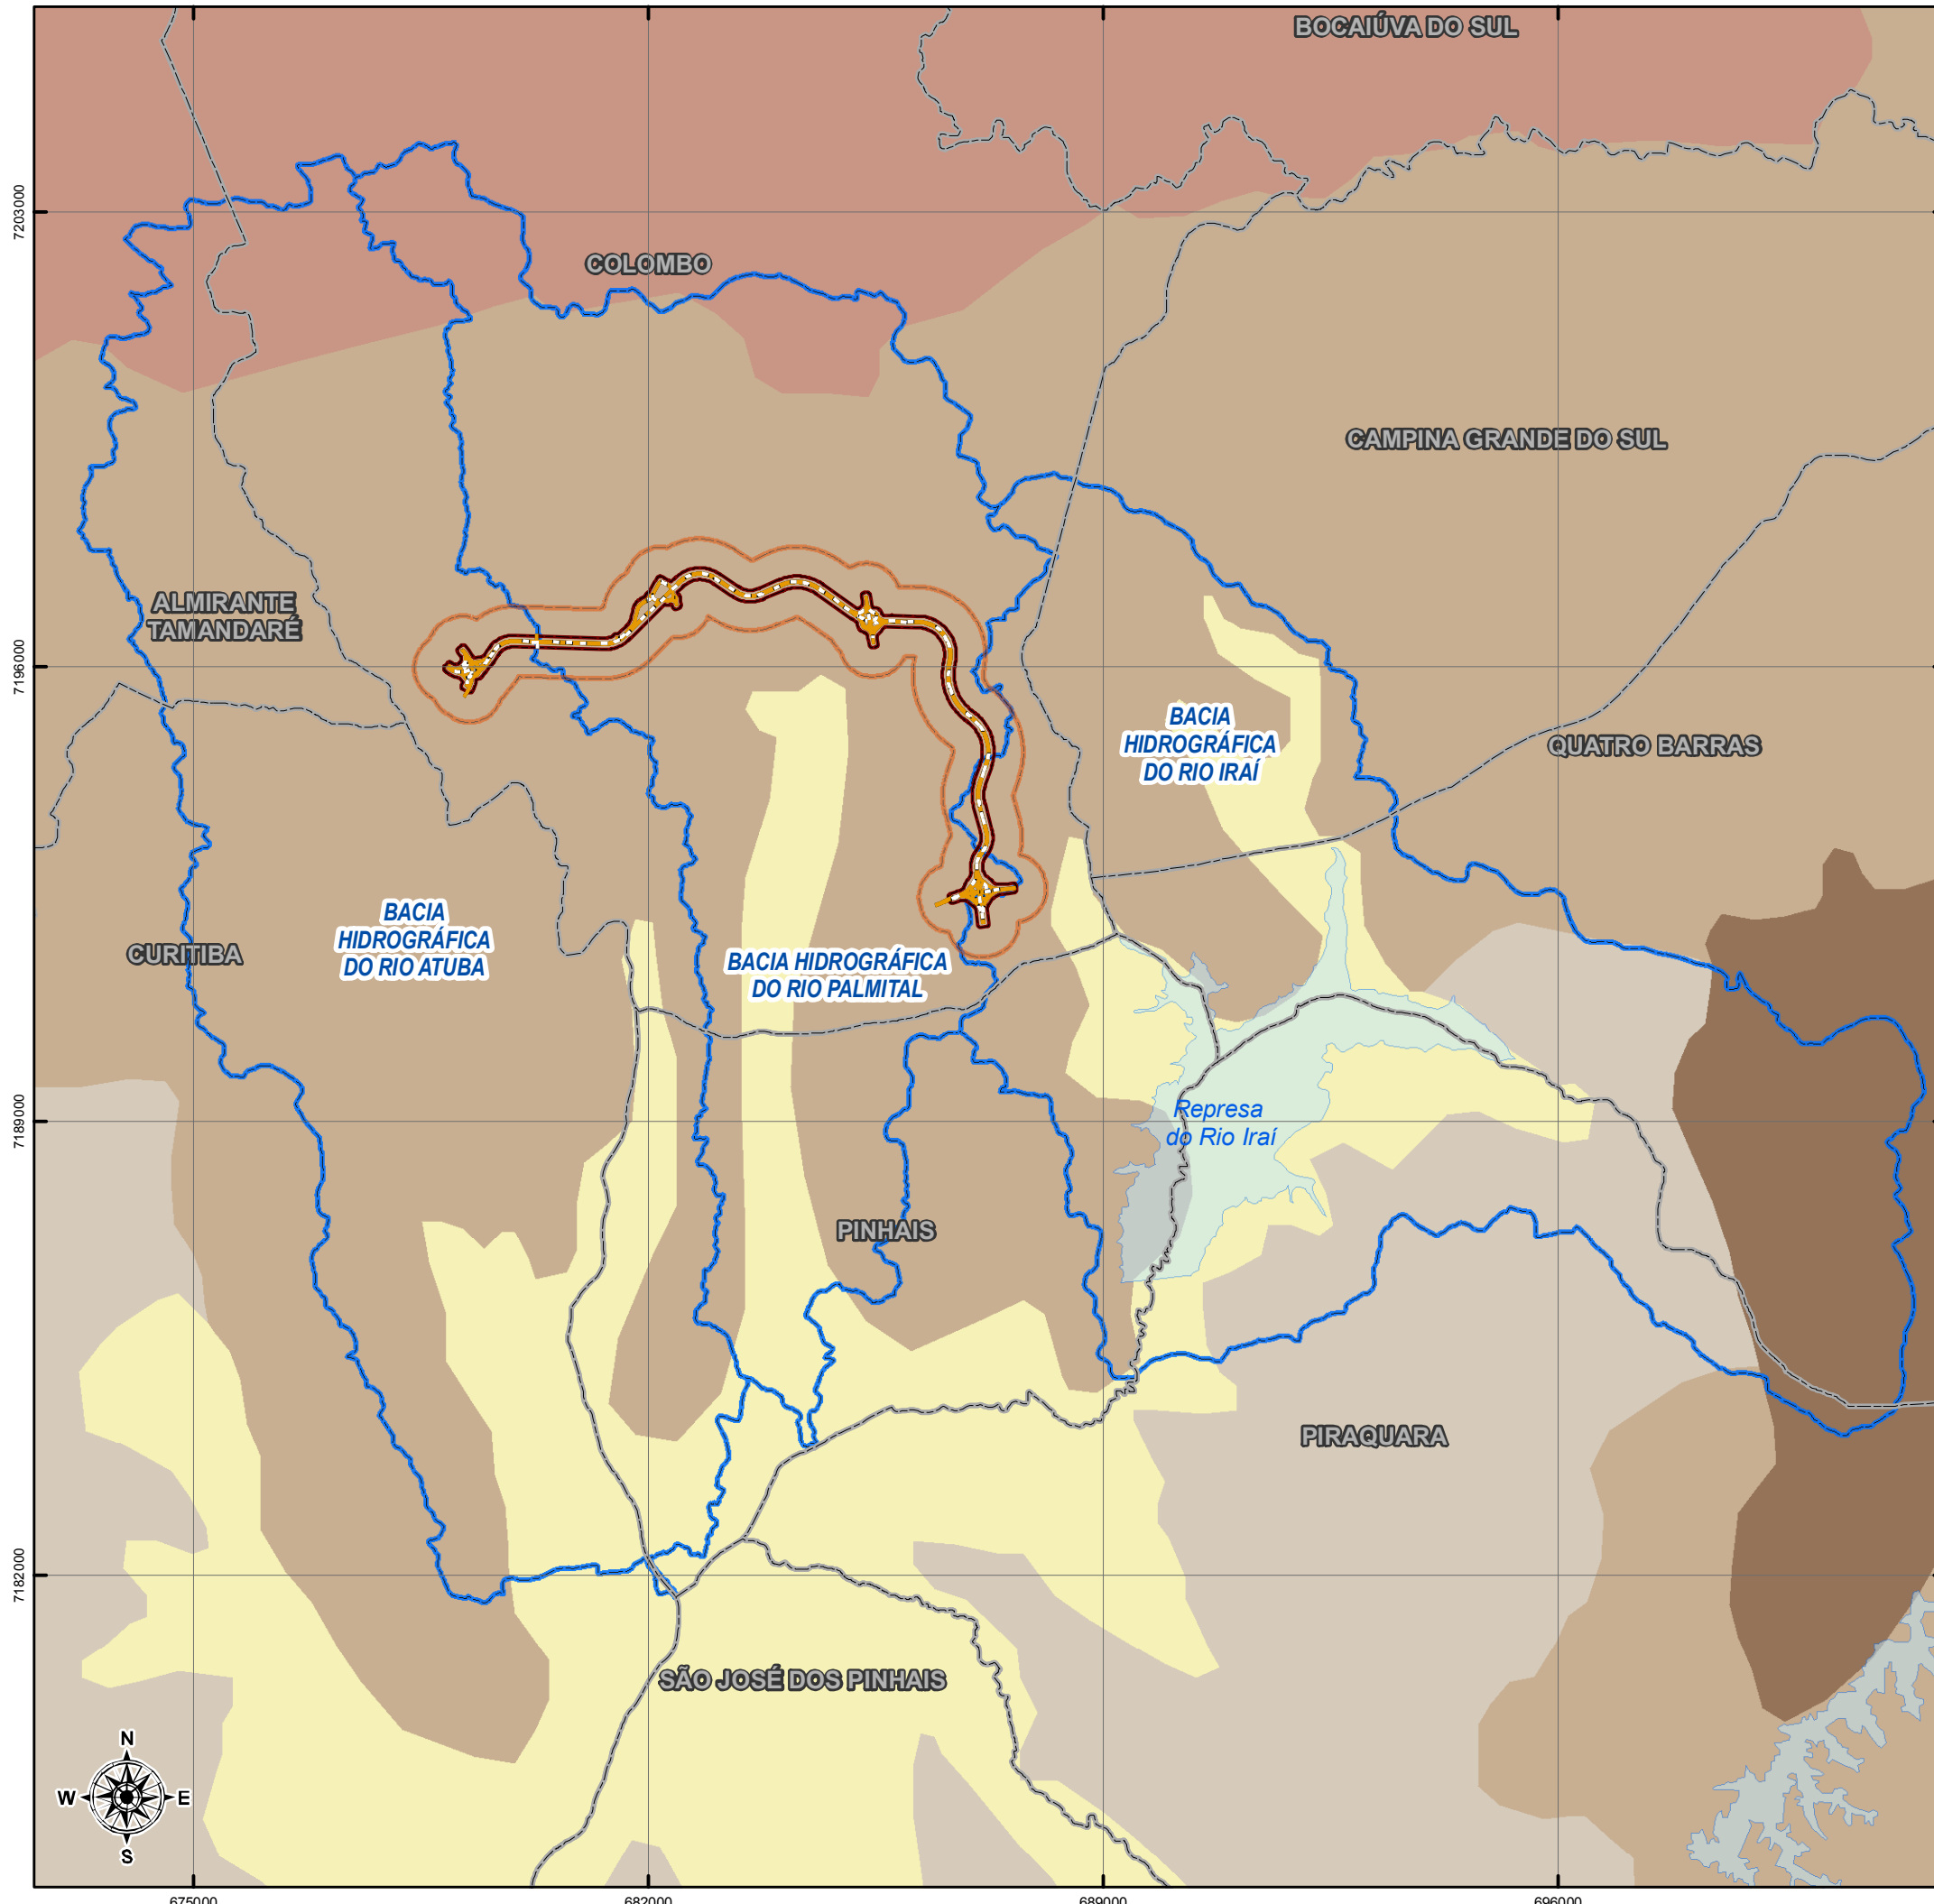 BOCAIÚVA DO SUL
7203000
COLOMBO
CAMPINA GRANDE DO SUL
ALMIRANTE
TAMANDARÉ
7196000
BACIA
HIDROGRÁFICA
DO RIO IRAÍ
QUATRO BARRAS
BACIA
HIDROGRÁFICA
DO RIO ATUBA
CURITIBA
BACIA HIDROGRÁFICA
DO RIO PALMITAL
7189000
Represa
do Rio Iraí
PINHAIS
PIRAQUARA
7182000
SÃO JOSÉ DOS PINHAIS
N
W E
S
675000 682000 689000 696000